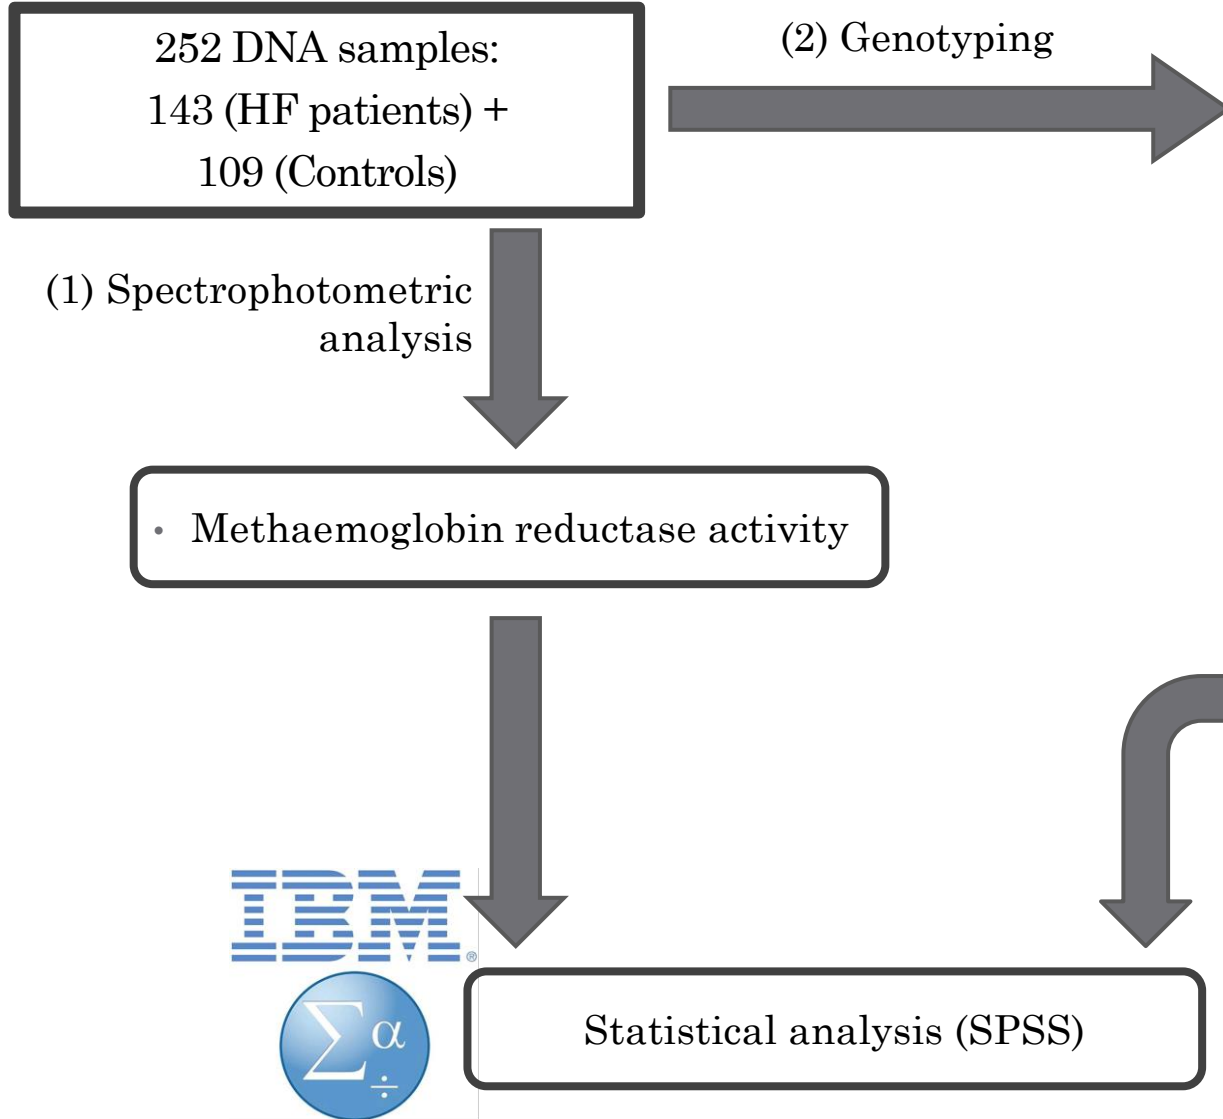 252 DNA samples:
143 (HF patients) +
109 (Controls)
(2) Genotyping
(1) Spectrophotometric
analysis
• Methaemoglobin reductase activity
IBM®
Σα
÷
Statistical analysis (SPSS)